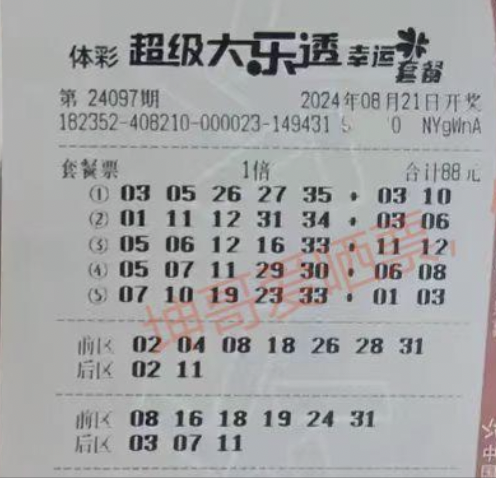 体彩 超级大乐透 幸运套餐
第 24097期 2024年08月21日开奖
182352-408210-000023-149431 NYgWnA
套餐票 1倍 合计88元
① 03 05 26 27 35 + 03 10
② 01 11 12 31 34 + 03 06
③ 05 06 12 16 33 + 11 12
④ 05 07 11 29 30 + 06 08
⑤ 07 10 19 23 33 + 01 03
坤哥爱晒票
前区 02 04 08 18 26 28 31
后区 02 11
前区 08 16 18 19 24 31
后区 03 07 11